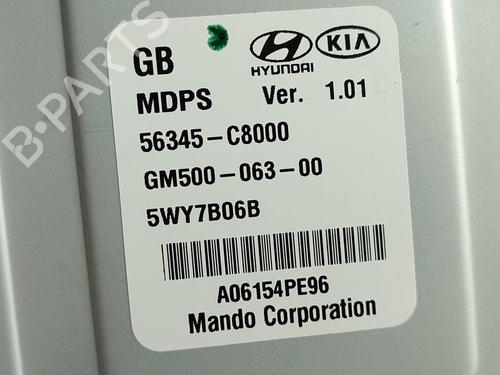 GB
HYUNDAI
KIA
MDPS Ver. 1.01
56345-C8000
GM500-063-00
5WY7B06B
A06154PE96
Mando Corporation
B-PARTS